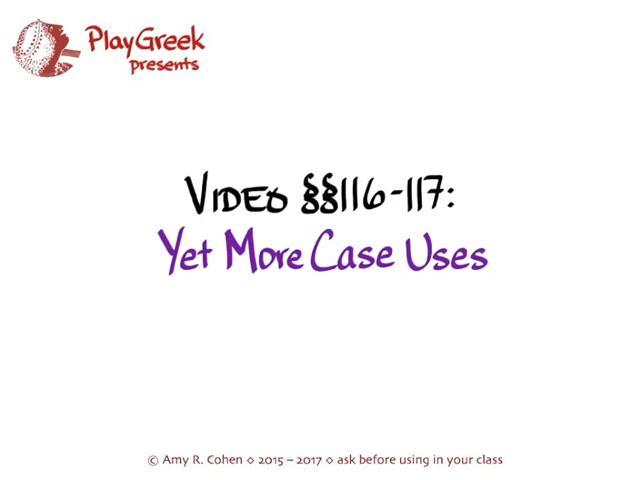 PlayGreek
presents
Video §§116-117:
Yet More Case Uses
© Amy R. Cohen ⋄ 2015 – 2017 ⋄ ask before using in your class